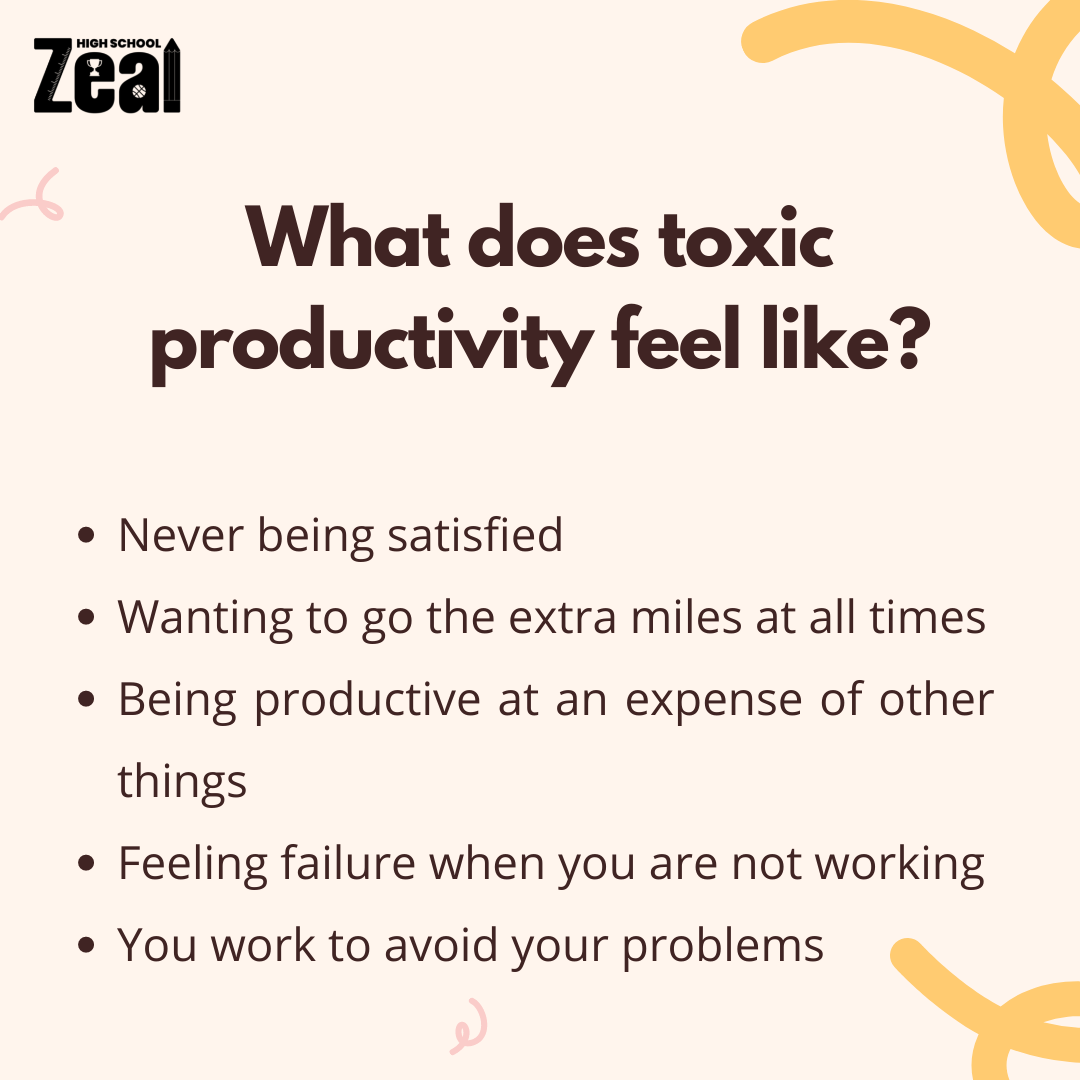 HIGH SCHOOL
Zeal
What does toxic
productivity feel like?
• Never being satisfied
• Wanting to go the extra miles at all times
• Being productive at an expense of other
things
• Feeling failure when you are not working
• You work to avoid your problems